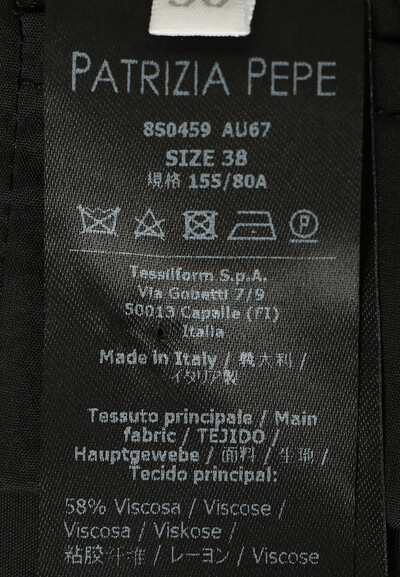 PATRIZIA PEPE
8S0459 AU67
SIZE 38
規格 155/80A
P
Tessilform S.p.A.
Via Gobetti 7/9
50013 Capalle (FI)
Italia
Made in Italy / 義大利 /
イタリア製
Tessuto principale / Main
fabric / TEJIDO /
Hauptgewebe / 面料 / 生地 /
Tecido principal:
58% Viscosa / Viscose /
Viscosa / Viskose /
粘胶纤维 / レーヨン / Viscose